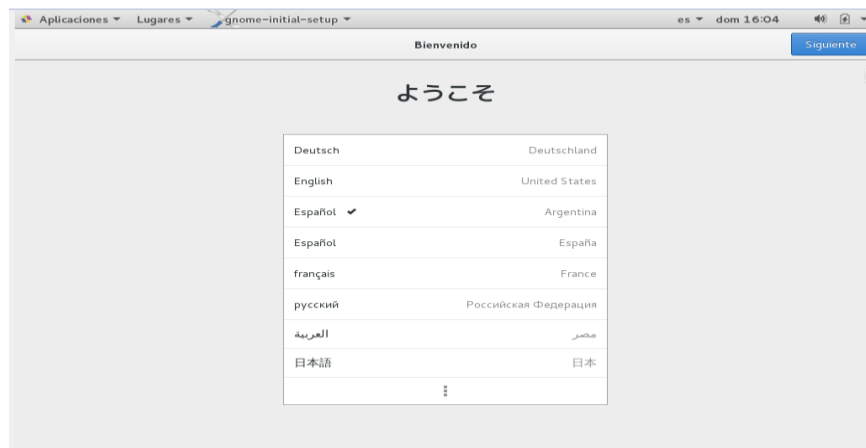 Aplicaciones Lugares gnome-initial-setup es dom 16:04
Bienvenido Siguiente
ようこそ
Deutsch Deutschland
English United States
Español Argentina
Español España
français France
русский Российская Федерация
العربية مصر
日本語 日本